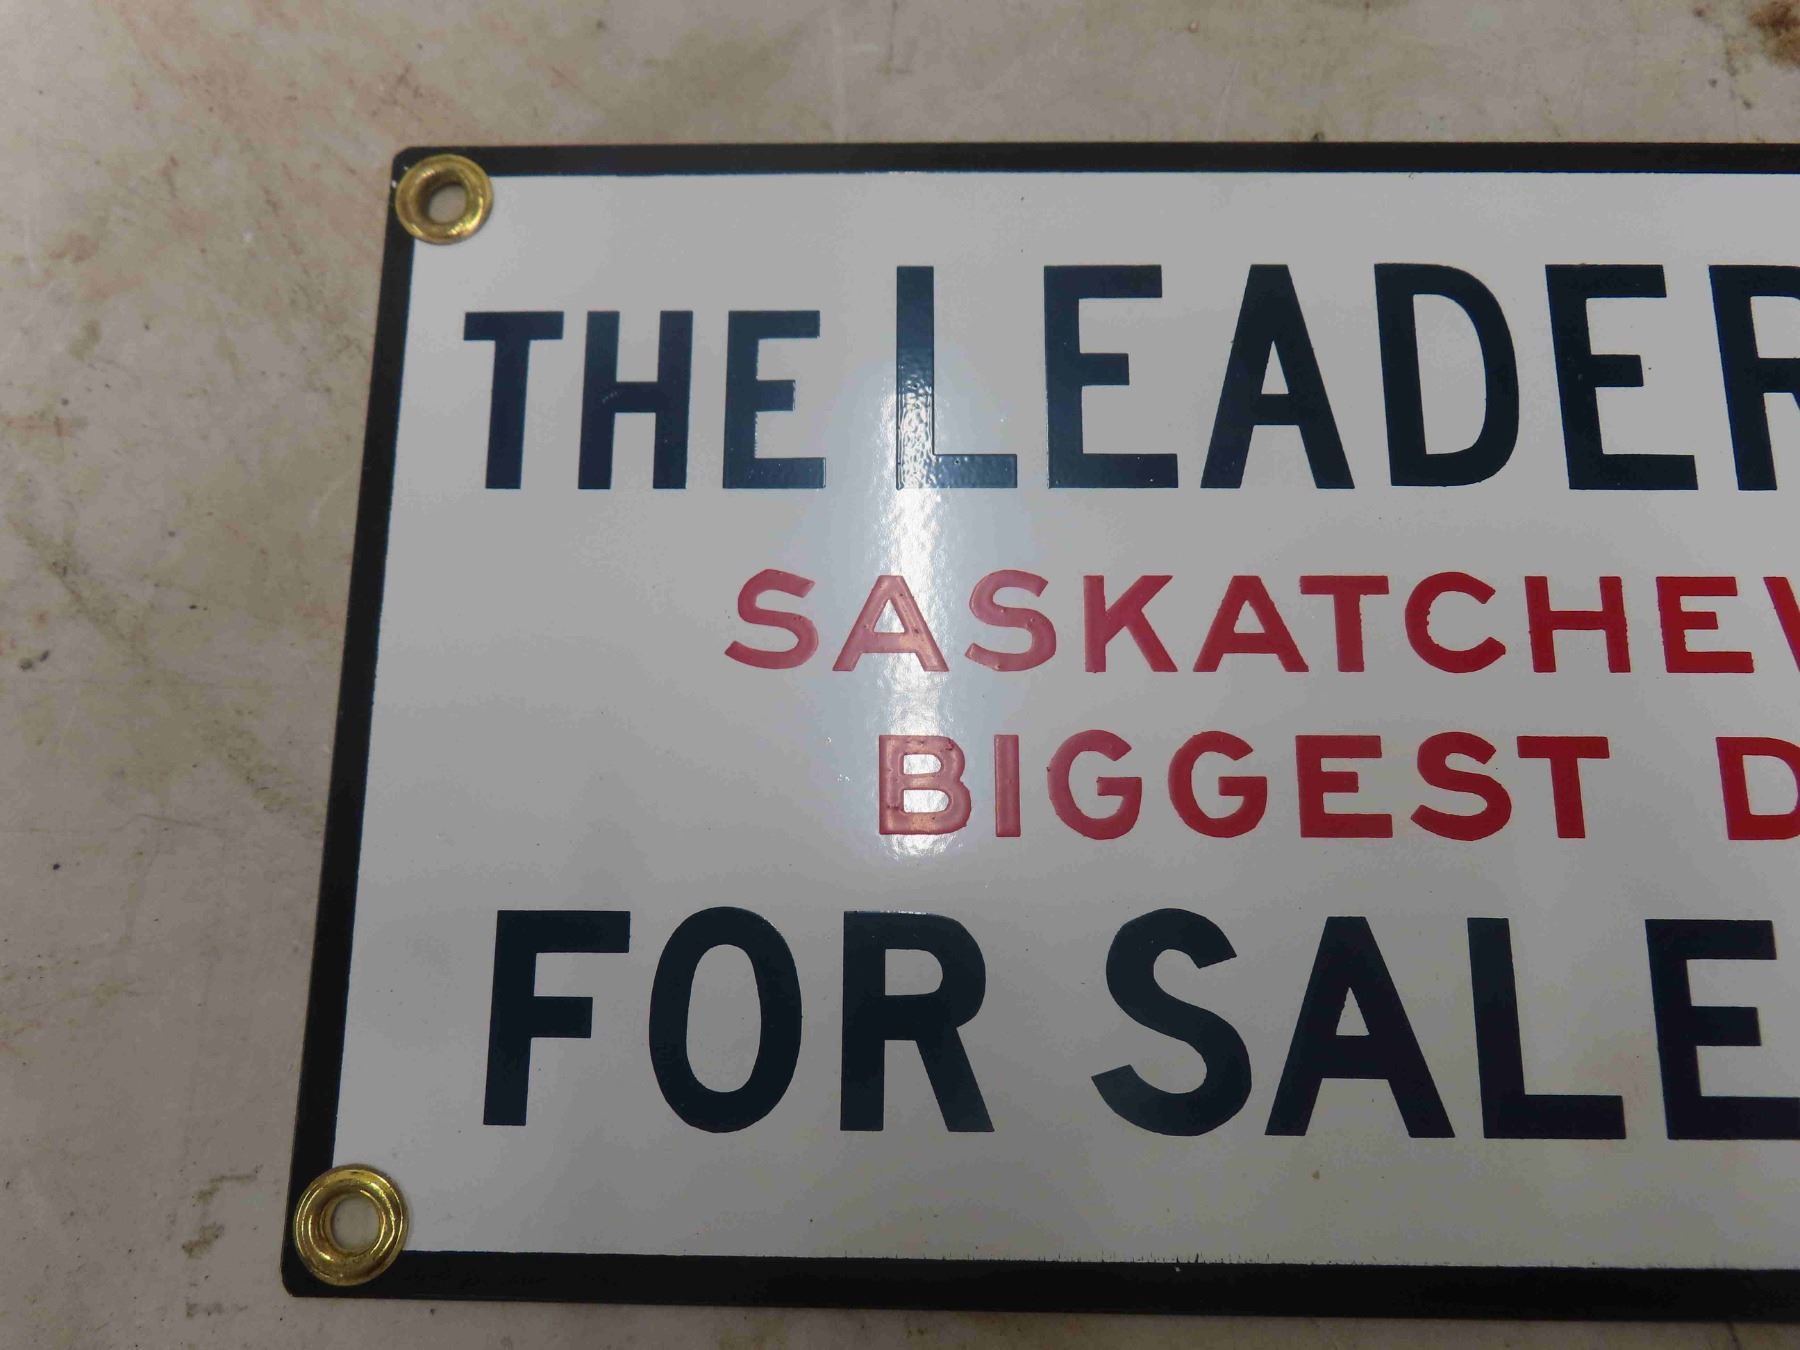 THE LEADER
SASKATCHEW
BIGGEST D
FOR SALE